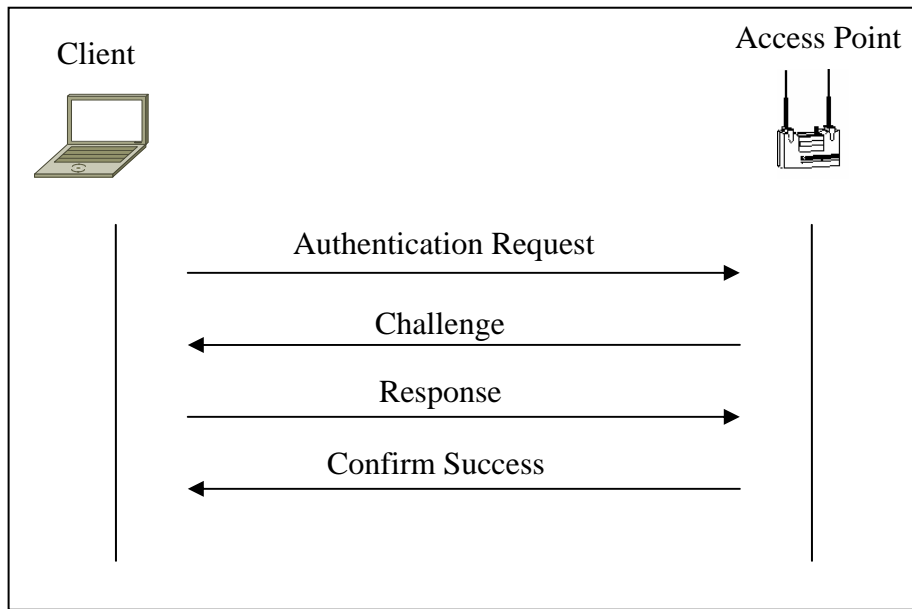 Client
Access Point
Authentication Request
Challenge
Response
Confirm Success